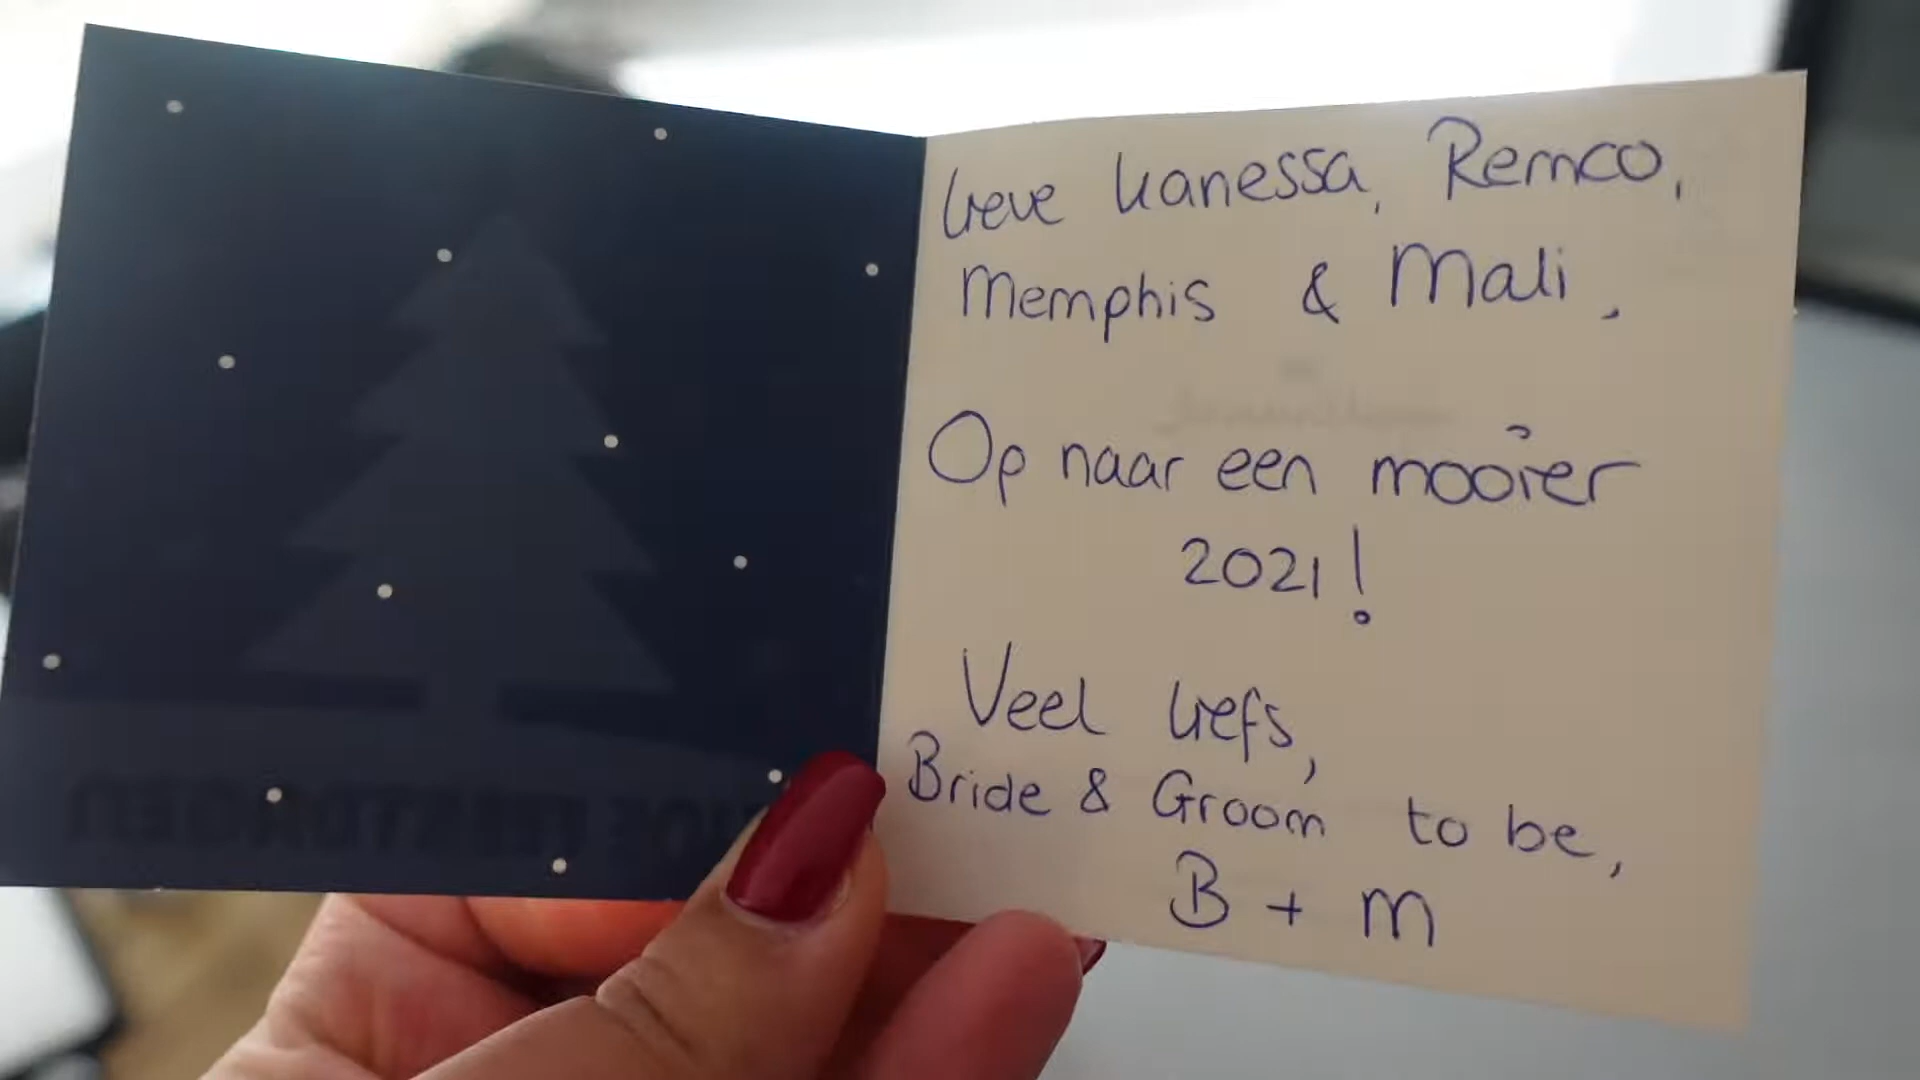 Lieve Vanessa, Remco,
Memphis & Mali,
Op naar een mooier
2021!
Veel liefs,
Bride & Groom to be,
B + M